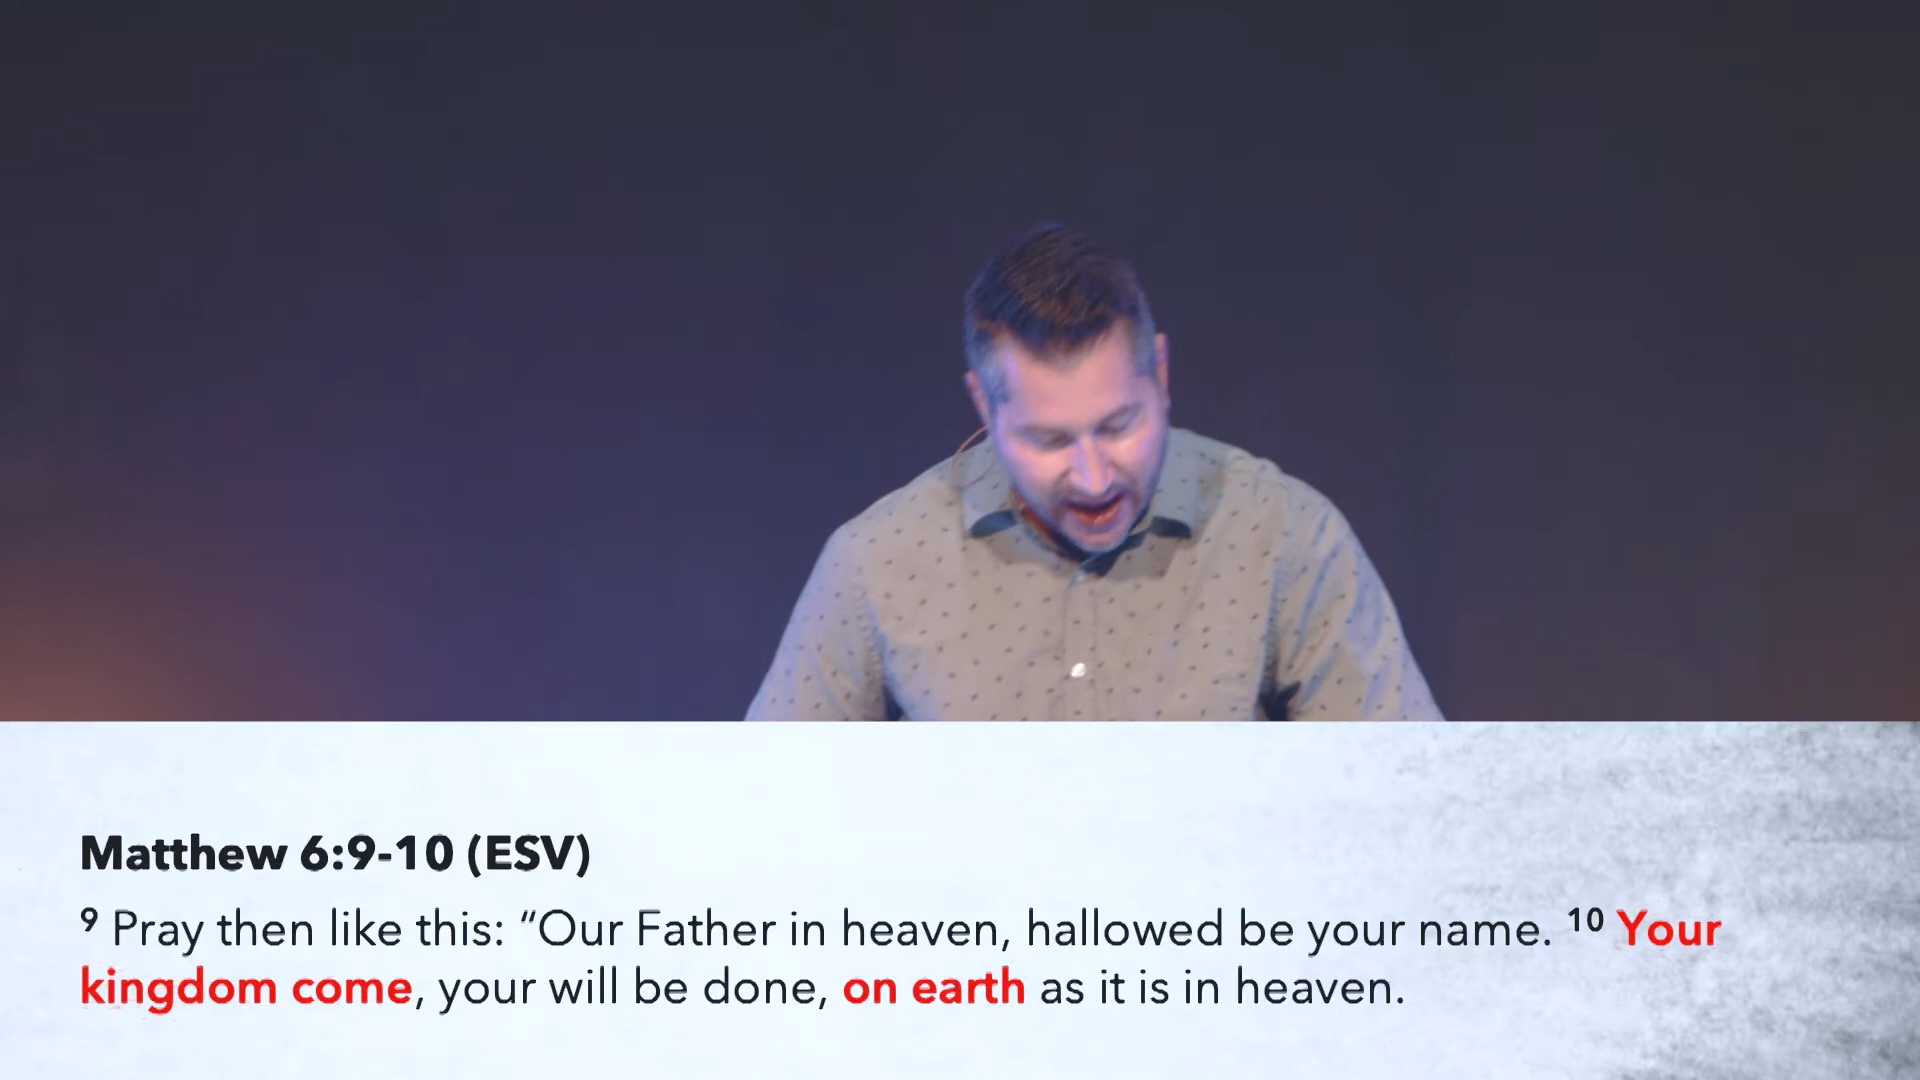 Matthew 6:9-10 (ESV)
⁹ Pray then like this: “Our Father in heaven, hallowed be your name. ¹⁰ Your
kingdom come, your will be done, on earth as it is in heaven.